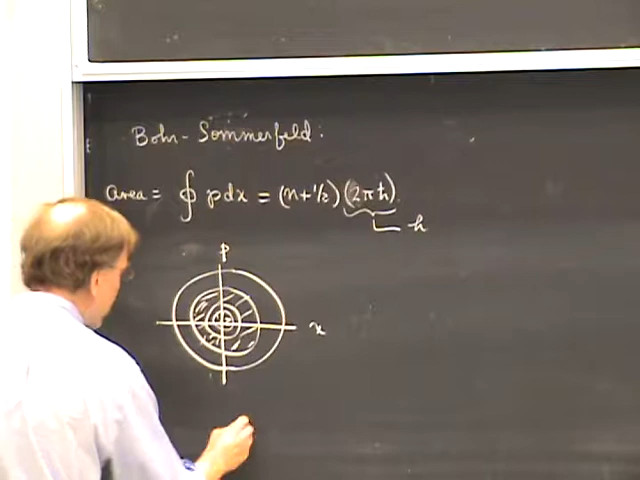 Bohr-Sommerfeld:
area = ∮ p dx = (n+1/2)(2πħ)
h
p
x